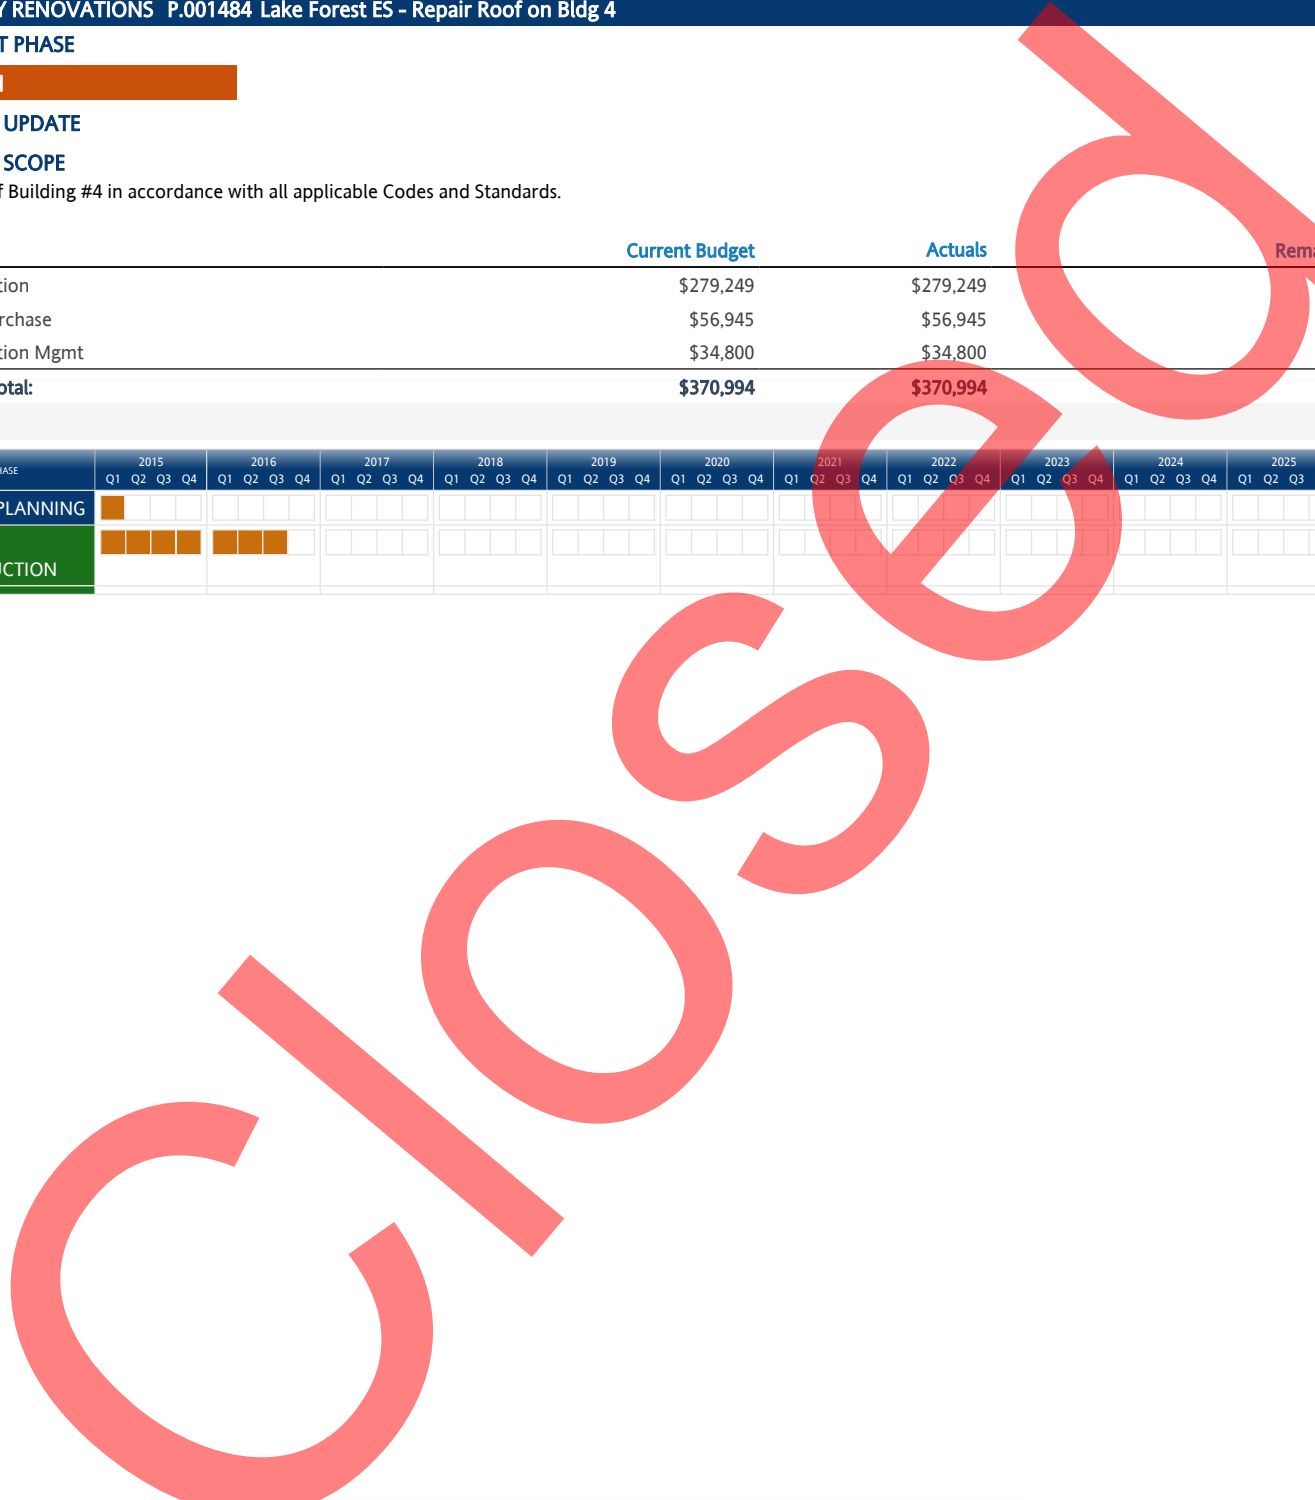 Y RENOVATIONS P.001484 Lake Forest ES - Repair Roof on Bldg 4
T PHASE
UPDATE
SCOPE
f Building #4 in accordance with all applicable Codes and Standards.
Current Budget Actuals Rema
tion $279,249 $279,249
rchase $56,945 $56,945
tion Mgmt $34,800 $34,800
otal: $370,994 $370,994
HASE 2015 2016 2017 2018 2019 2020 2021 2022 2023 2024 2025
Q1 Q2 Q3 Q4 Q1 Q2 Q3 Q4 Q1 Q2 Q3 Q4 Q1 Q2 Q3 Q4 Q1 Q2 Q3 Q4 Q1 Q2 Q3 Q4 Q1 Q2 Q3 Q4 Q1 Q2 Q3 Q4 Q1 Q2 Q3 Q4 Q1 Q2 Q3 Q4 Q1 Q2 Q3
PLANNING
UCTION
Closed